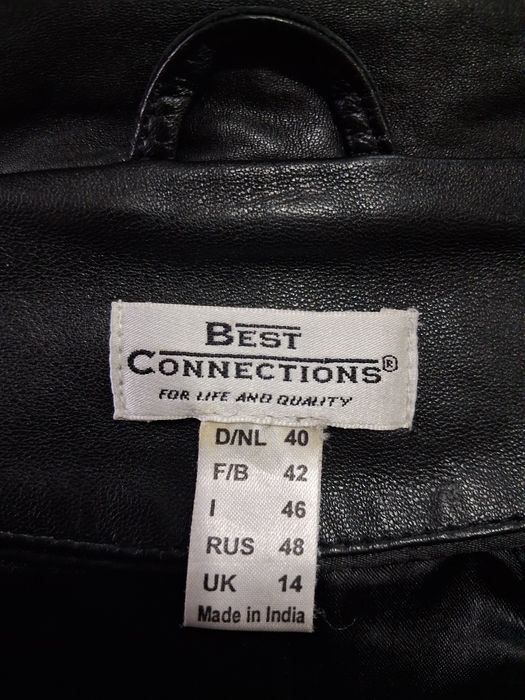 BEST
CONNECTIONS®
FOR LIFE AND QUALITY
D/NL 40
F/B 42
I 46
RUS 48
UK 14
Made in India